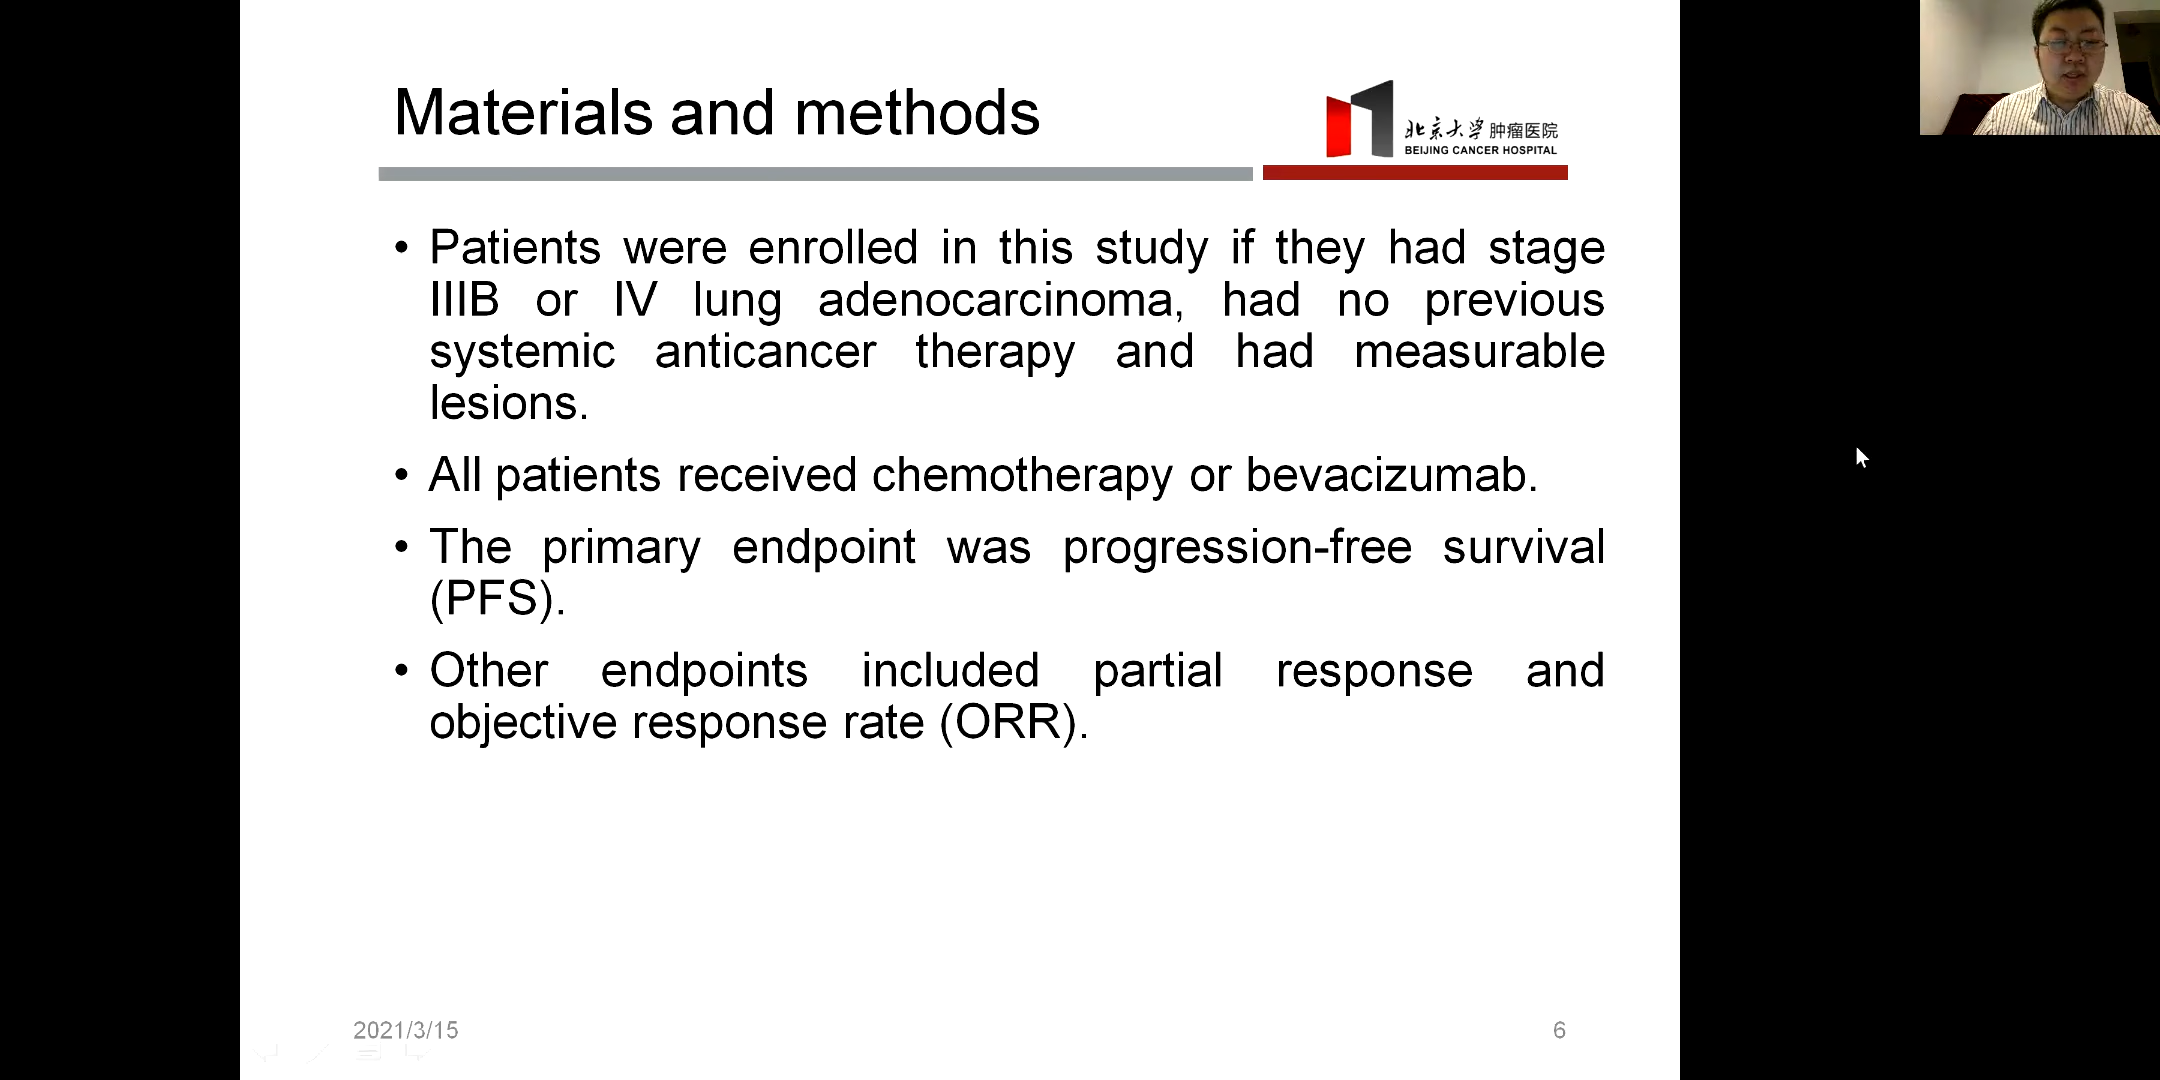 Materials and methods
北京大学肿瘤医院
BEIJING CANCER HOSPITAL
• Patients were enrolled in this study if they had stage
IIIB or IV lung adenocarcinoma, had no previous
systemic anticancer therapy and had measurable
lesions.
• All patients received chemotherapy or bevacizumab.
• The primary endpoint was progression-free survival
(PFS).
• Other endpoints included partial response and
objective response rate (ORR).
2021/3/15
6